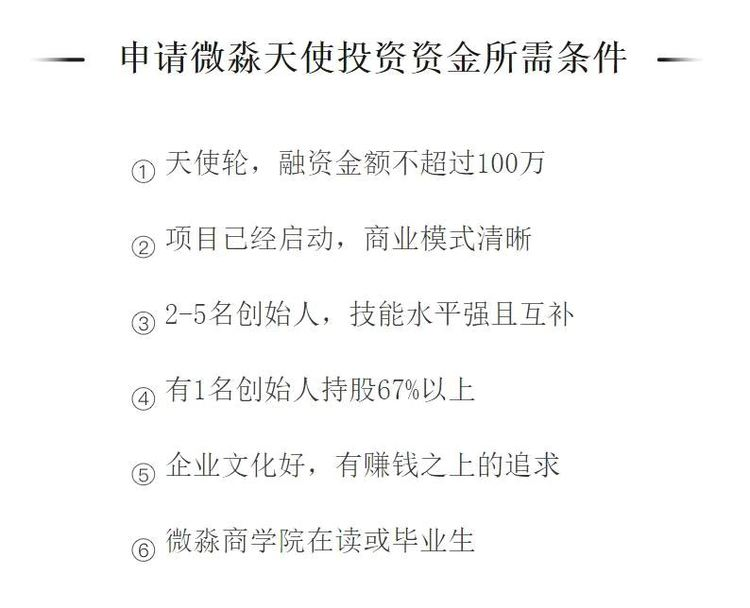 申请微淼天使投资资金所需条件
① 天使轮，融资金额不超过100万
② 项目已经启动，商业模式清晰
③ 2-5名创始人，技能水平强且互补
④ 有1名创始人持股67%以上
⑤ 企业文化好，有赚钱之上的追求
⑥ 微淼商学院在读或毕业生